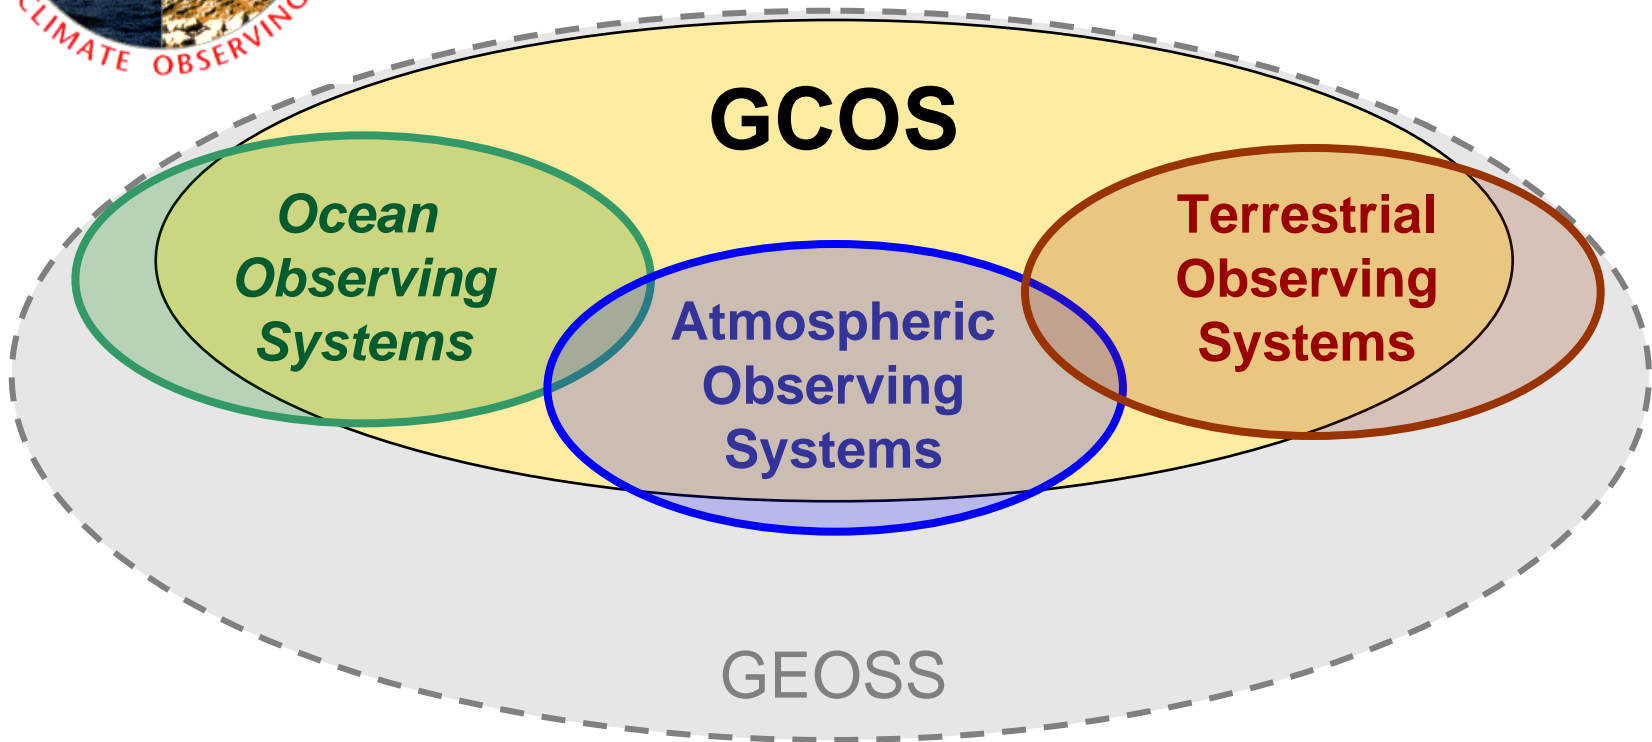 CLIMATE OBSERVING
GCOS
Ocean
Observing
Systems
Atmospheric
Observing
Systems
Terrestrial
Observing
Systems
GEOSS